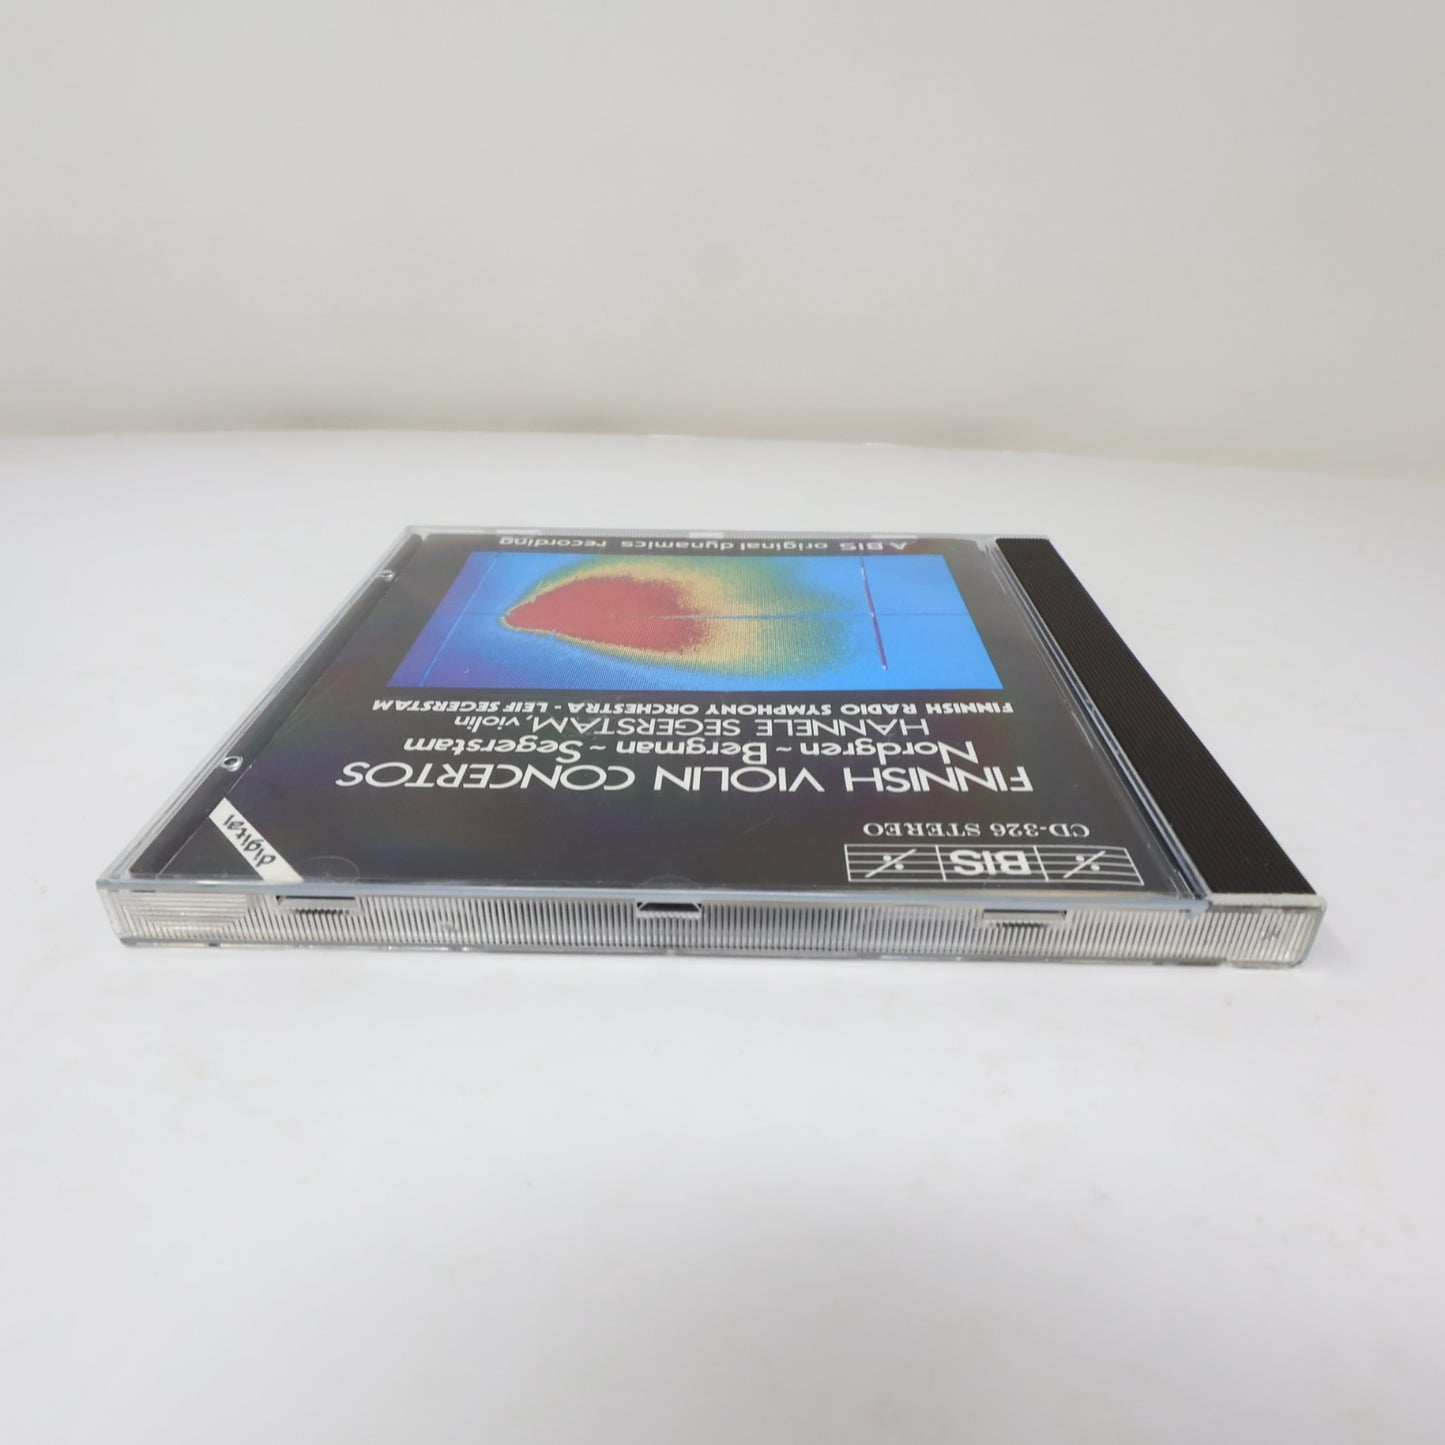 BIS
digital
CD-326 STEREO
FINNISH VIOLIN CONCERTOS
Nordgren ~ Bergman ~ Segerstam
HANNELE SEGERSTAM, violin
FINNISH RADIO SYMPHONY ORCHESTRA - LEIF SEGERSTAM
A BIS original dynamics recording